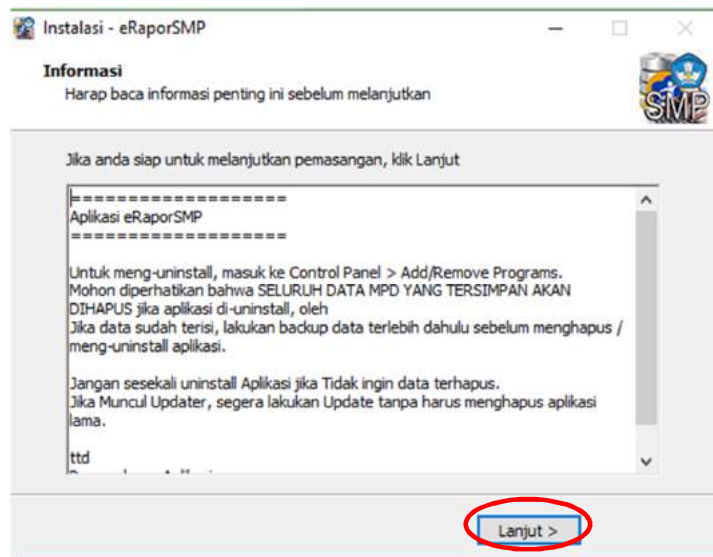 Instalasi - eRaporSMP
Informasi
Harap baca informasi penting ini sebelum melanjutkan
SMP
Jika anda siap untuk melanjutkan pemasangan, klik Lanjut
===================
Aplikasi eRaporSMP
===================
Untuk meng-uninstall, masuk ke Control Panel > Add/Remove Programs.
Mohon diperhatikan bahwa SELURUH DATA MPD YANG TERSIMPAN AKAN
DIHAPUS jika aplikasi di-uninstall, oleh
Jika data sudah terisi, lakukan backup data terlebih dahulu sebelum menghapus /
meng-uninstall aplikasi.
Jangan sesekali uninstall Aplikasi jika Tidak ingin data terhapus.
Jika Muncul Updater, segera lakukan Update tanpa harus menghapus aplikasi
lama.
ttd
Lanjut >